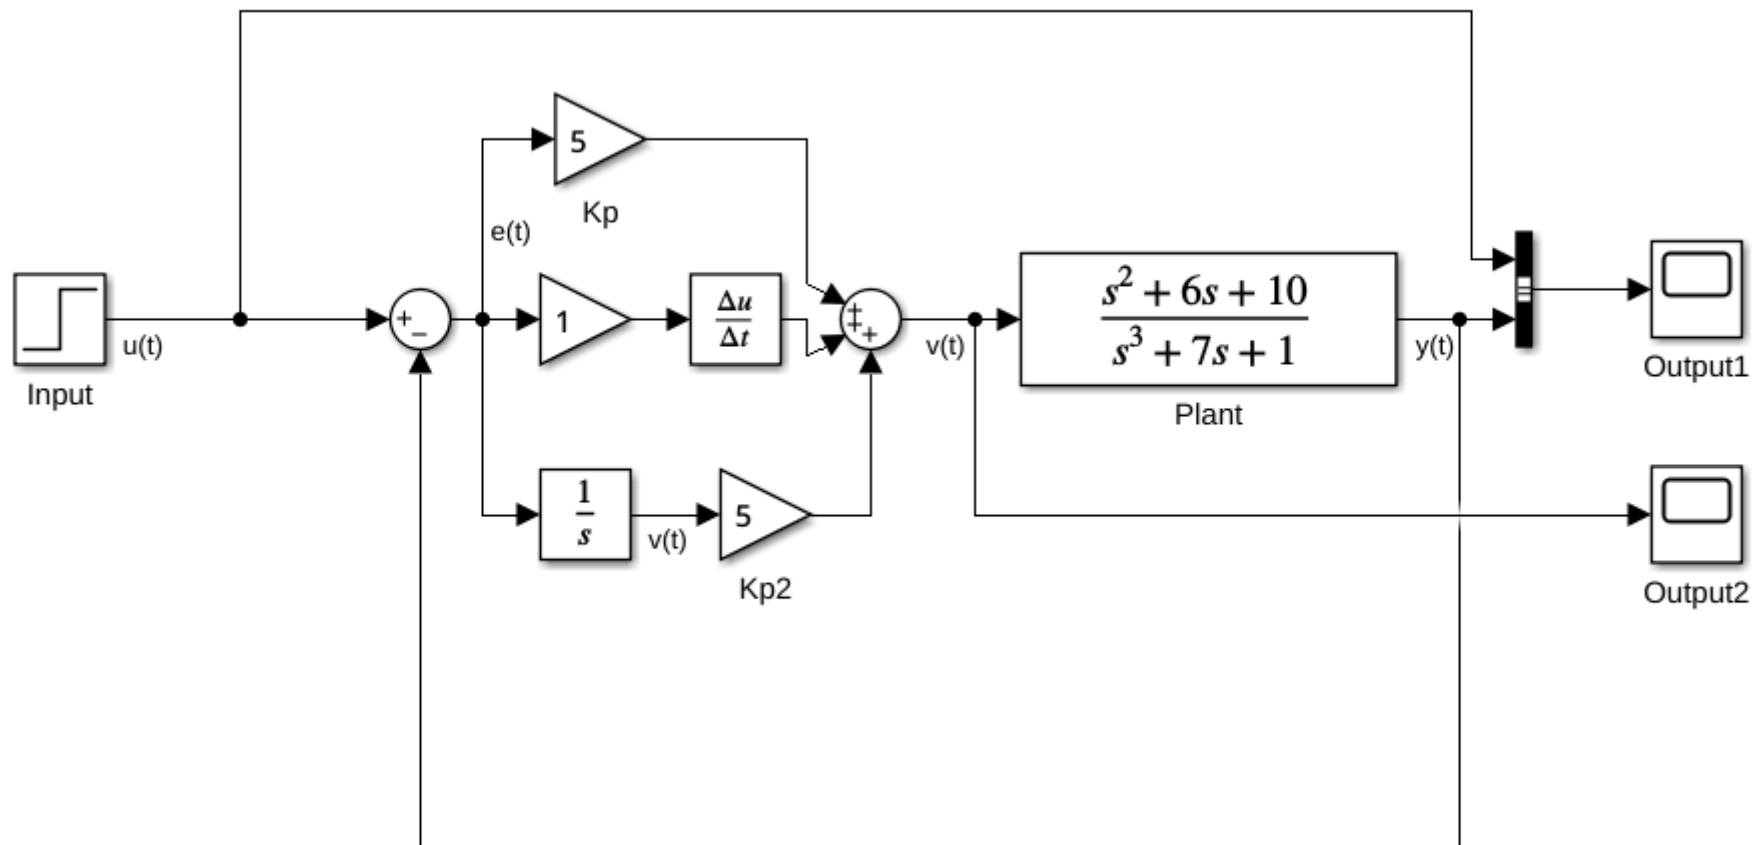 5
Kp
e(t)
u(t)
Input
+
−
1
Δu
Δt
+
+
+
v(t)
s² + 6s + 10
s³ + 7s + 1
Plant
y(t)
Output1
1
s
v(t)
5
Kp2
Output2